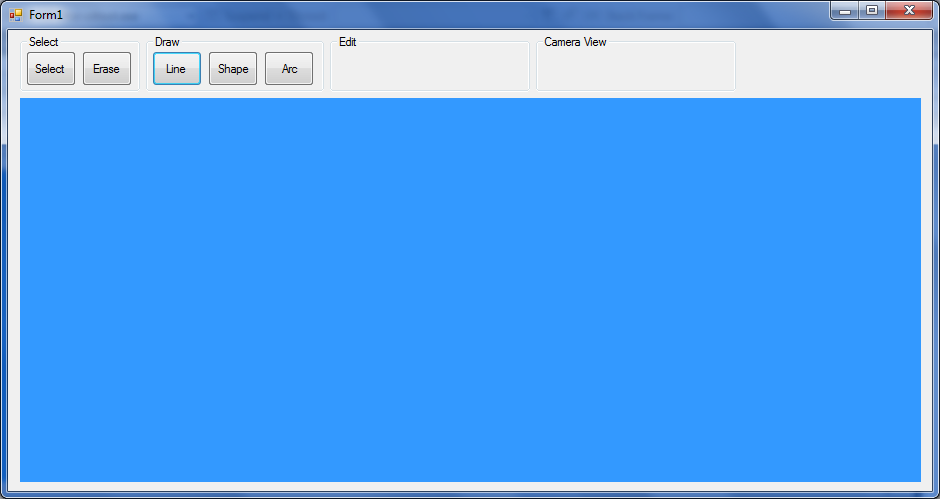 Form1
Select
Draw
Edit
Camera View
Select
Erase
Line
Shape
Arc